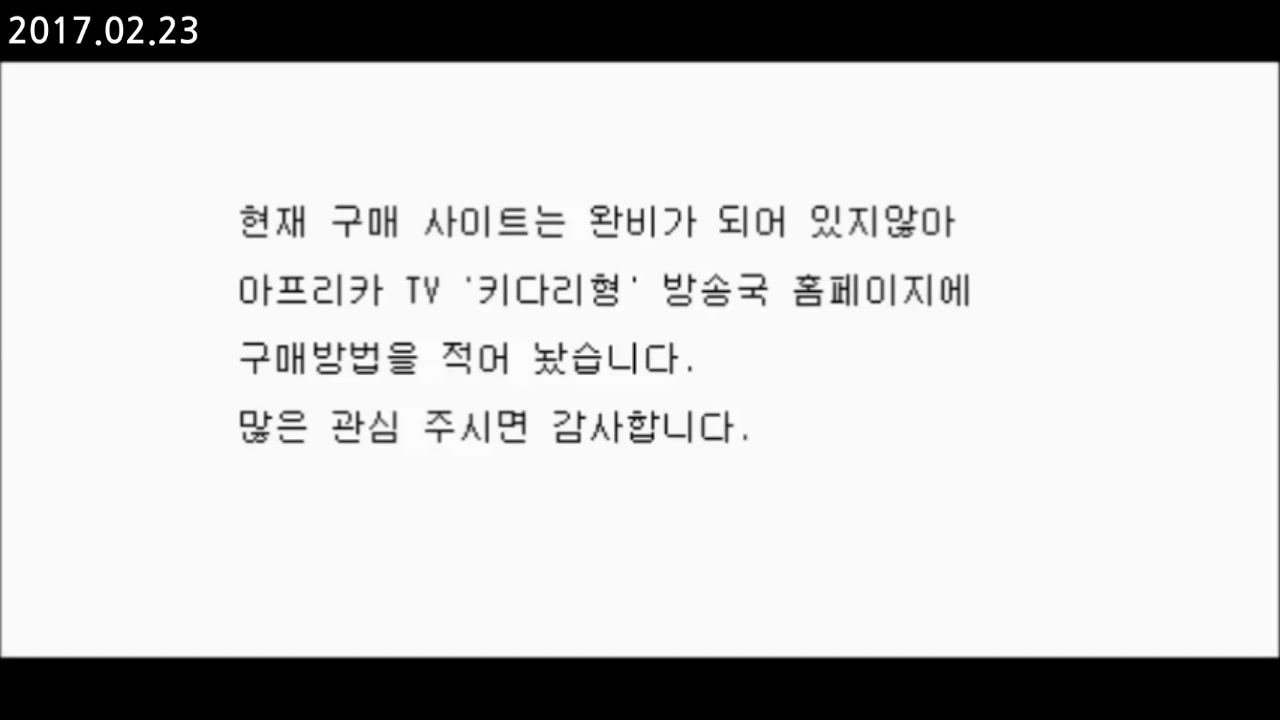 2017.02.23
현재 구매 사이트는 완비가 되어 있지않아
아프리카 TV '키다리형' 방송국 홈페이지에
구매방법을 적어 놨습니다.
많은 관심 주시면 감사합니다.